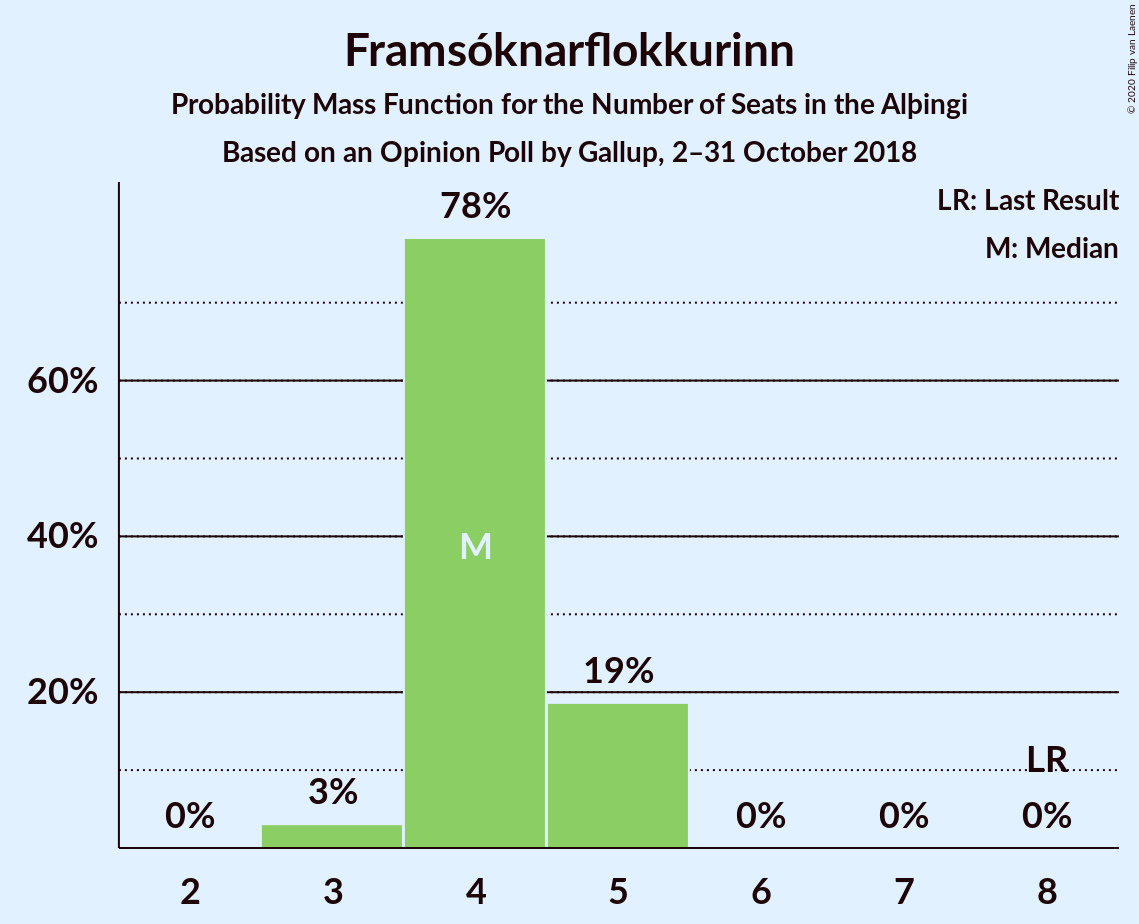 Framsóknarflokkurinn
Probability Mass Function for the Number of Seats in the Alþingi
Based on an Opinion Poll by Gallup, 2–31 October 2018
© 2020 Filip van Laenen
LR: Last Result
M: Median
78%
60%
40%
M
19%
20%
LR
3%
0% 0% 0% 0%
2 3 4 5 6 7 8